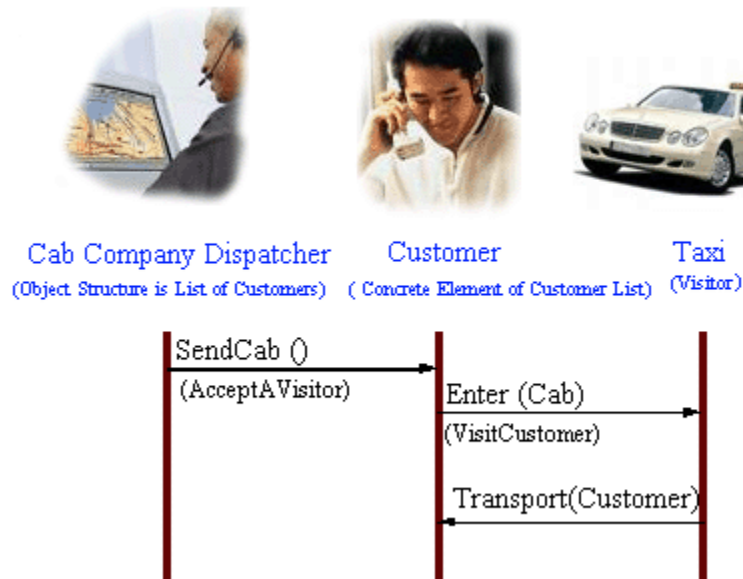 Cab Company Dispatcher
(Object Structure is List of Customers)
Customer
( Concrete Element of Customer List)
Taxi
(Visitor)
SendCab ()
(AcceptAVisitor)
Enter (Cab)
(VisitCustomer)
Transport(Customer)